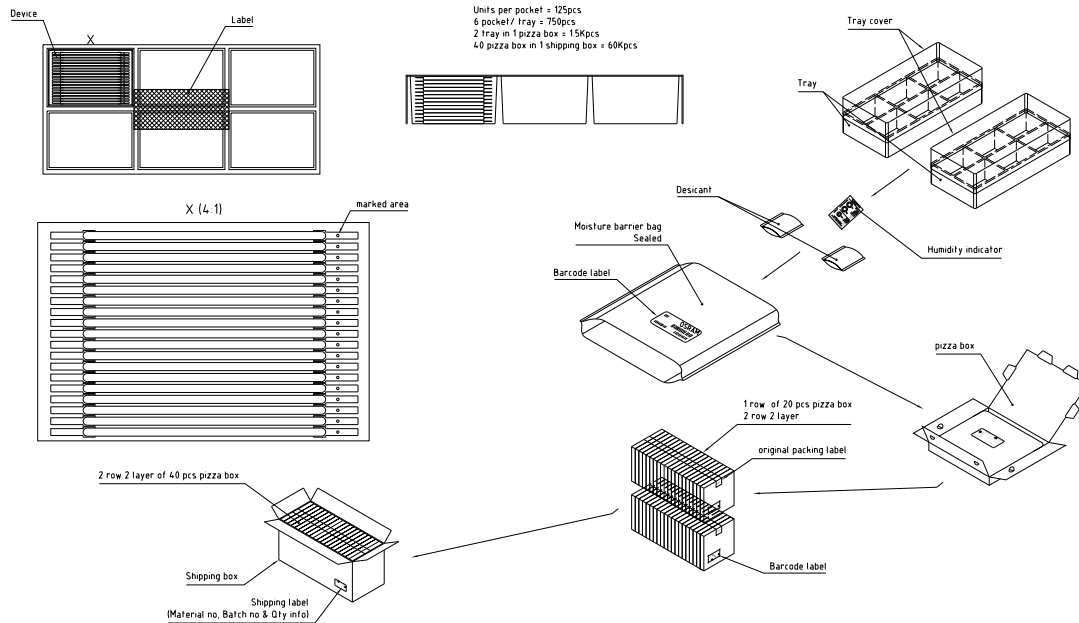 Units per pocket = 125pcs
6 pocket/ tray = 750pcs
2 tray in 1 pizza box = 1.5Kpcs
40 pizza box in 1 shipping box = 60Kpcs
Device
Label
X
Tray cover
Tray
X (4:1)
marked area
Desicant
Moisture barrier bag
Sealed
Humidity indicator
Barcode label
OSRAM
pizza box
1 row of 20 pcs pizza box
2 row 2 layer
original packing label
2 row 2 layer of 40 pcs pizza box
Barcode label
Shipping box
Shipping label
(Material no, Batch no & Qty info)